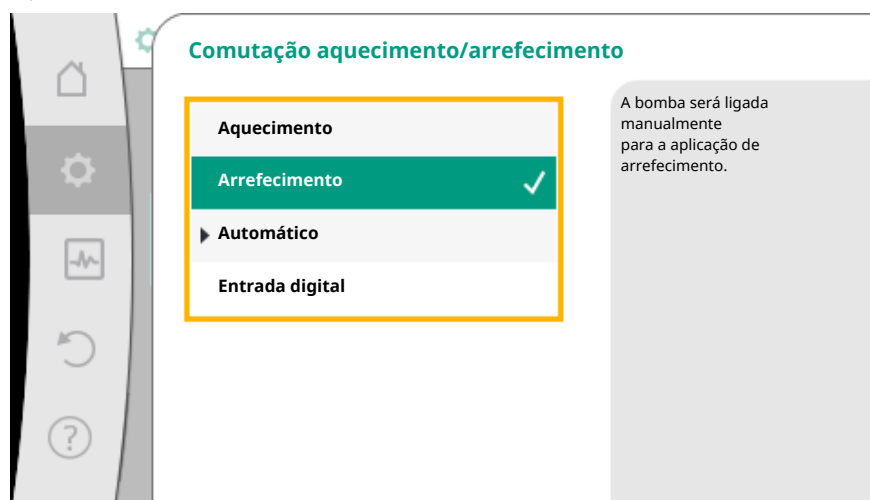 Comutação aquecimento/arrefecimento
Aquecimento
Arrefecimento
Automático
Entrada digital
A bomba será ligada
manualmente
para a aplicação de
arrefecimento.
?